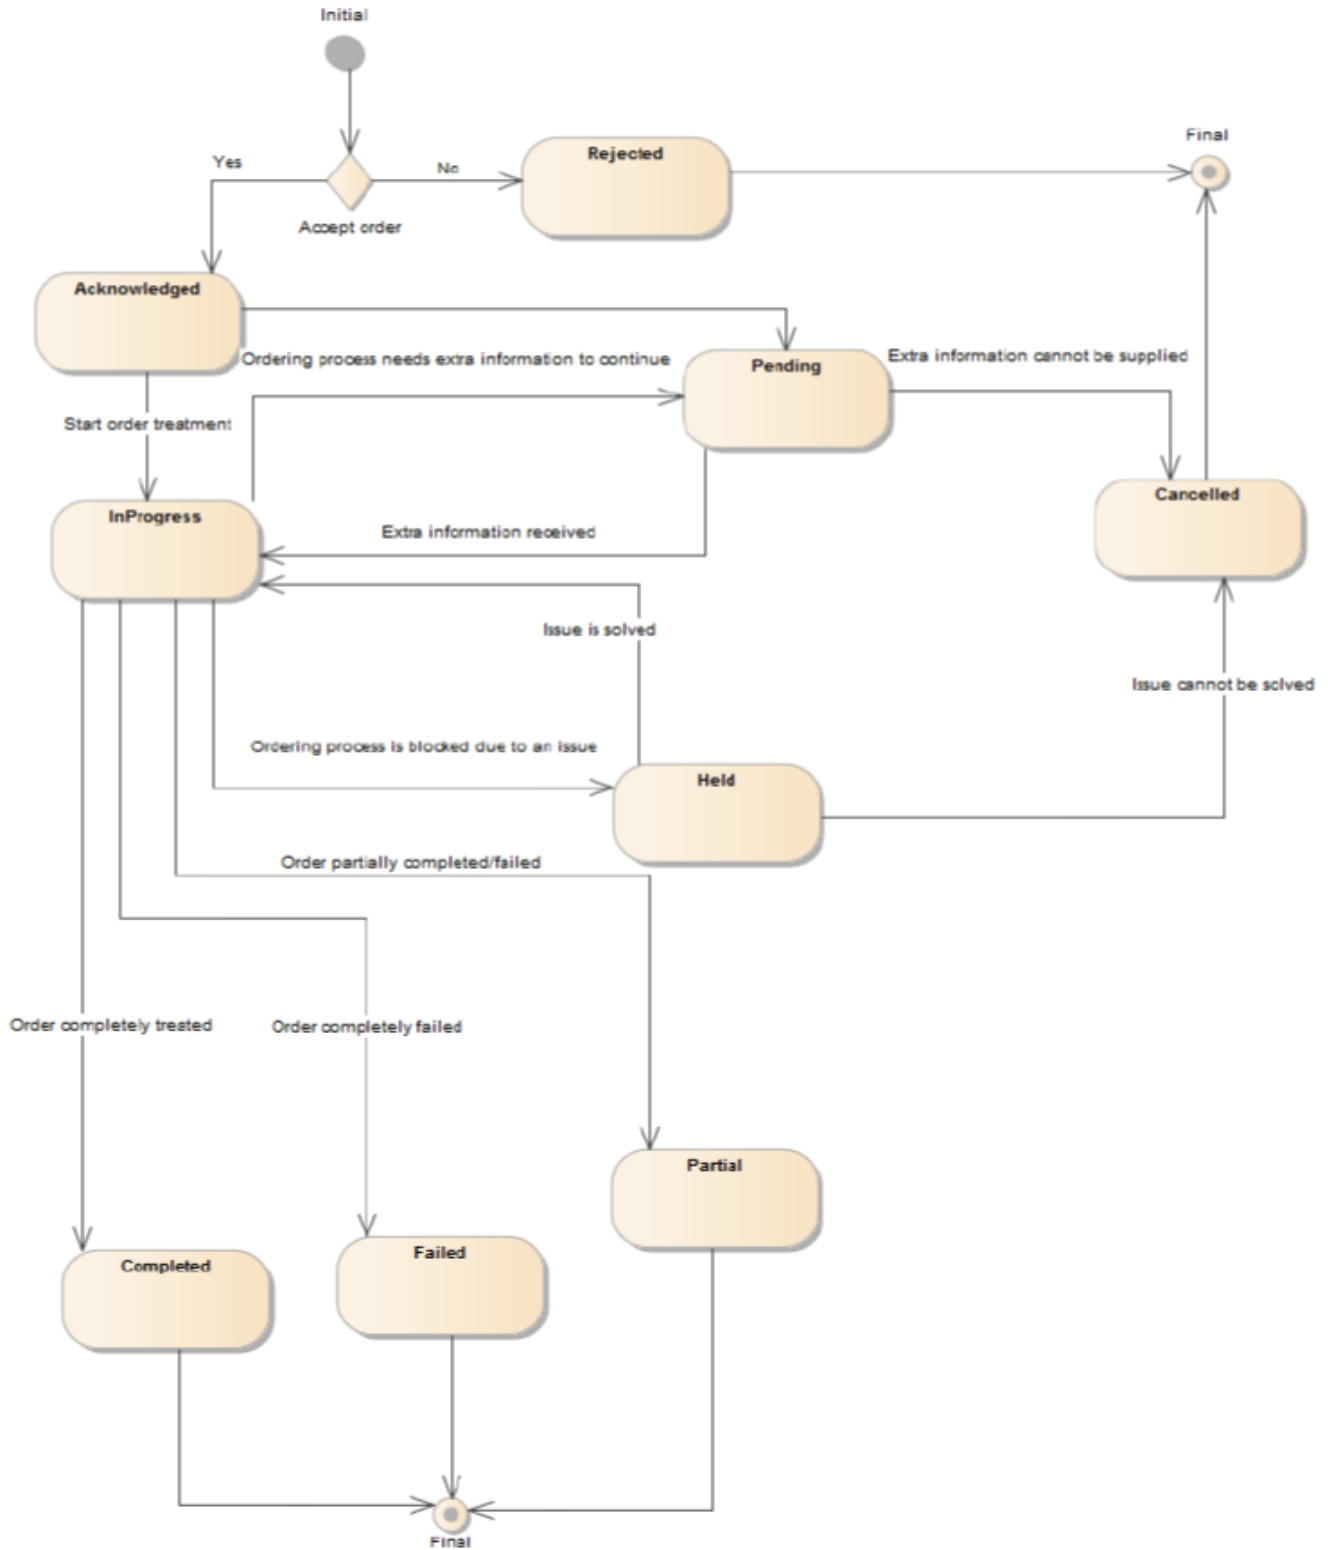 Initial
Final
Yes
No
Rejected
Accept order
Acknowledged
Ordering process needs extra information to continue
Pending
Extra information cannot be supplied
Start order treatment
Cancelled
InProgress
Extra information received
Issue is solved
Issue cannot be solved
Ordering process is blocked due to an issue
Held
Order partially completed/failed
Order completely treated
Order completely failed
Partial
Completed
Failed
Final